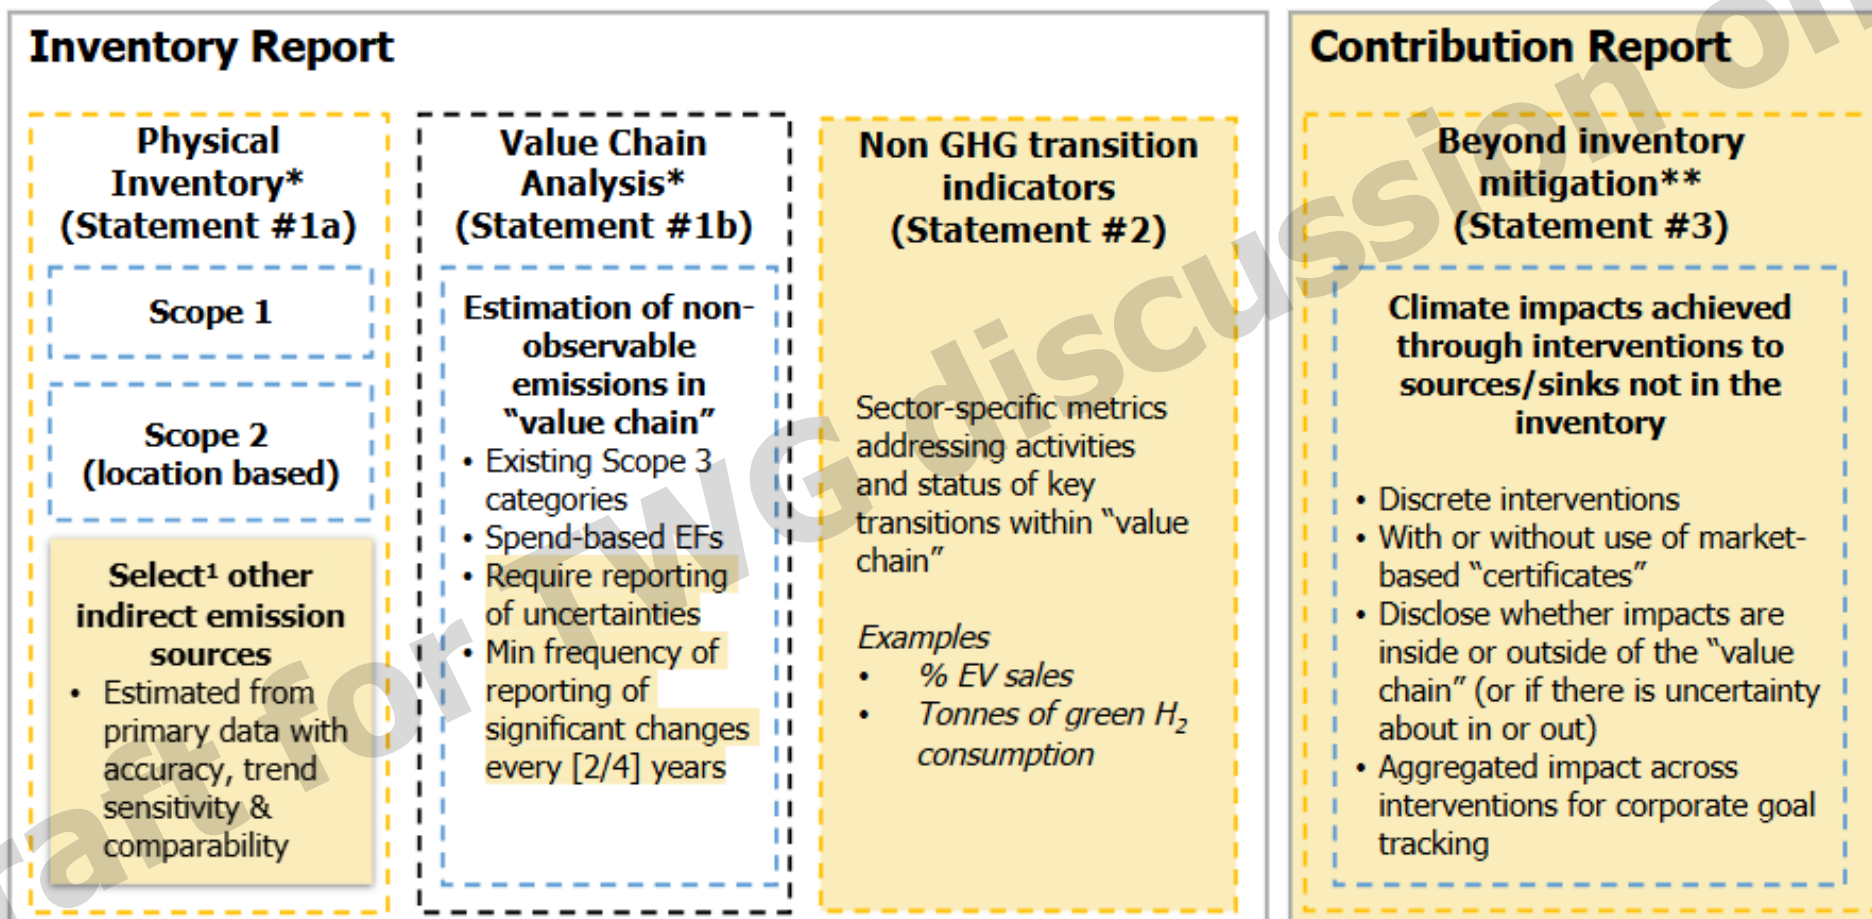 Inventory Report
Physical
Inventory*
(Statement #1a)
Scope 1
Scope 2
(location based)
Select¹ other
indirect emission
sources
• Estimated from
primary data with
accuracy, trend
sensitivity &
comparability
Value Chain
Analysis*
(Statement #1b)
Estimation of non-
observable
emissions in
“value chain”
• Existing Scope 3
categories
• Spend-based EFs
• Require reporting
of uncertainties
• Min frequency of
reporting of
significant changes
every [2/4] years
Non GHG transition
indicators
(Statement #2)
Sector-specific metrics
addressing activities
and status of key
transitions within “value
chain”
Examples
• % EV sales
• Tonnes of green H₂
consumption
Contribution Report
Beyond inventory
mitigation**
(Statement #3)
Climate impacts achieved
through interventions to
sources/sinks not in the
inventory
• Discrete interventions
• With or without use of market-
based “certificates”
• Disclose whether impacts are
inside or outside of the “value
chain” (or if there is uncertainty
about in or out)
• Aggregated impact across
interventions for corporate goal
tracking
raft for TWG discussion